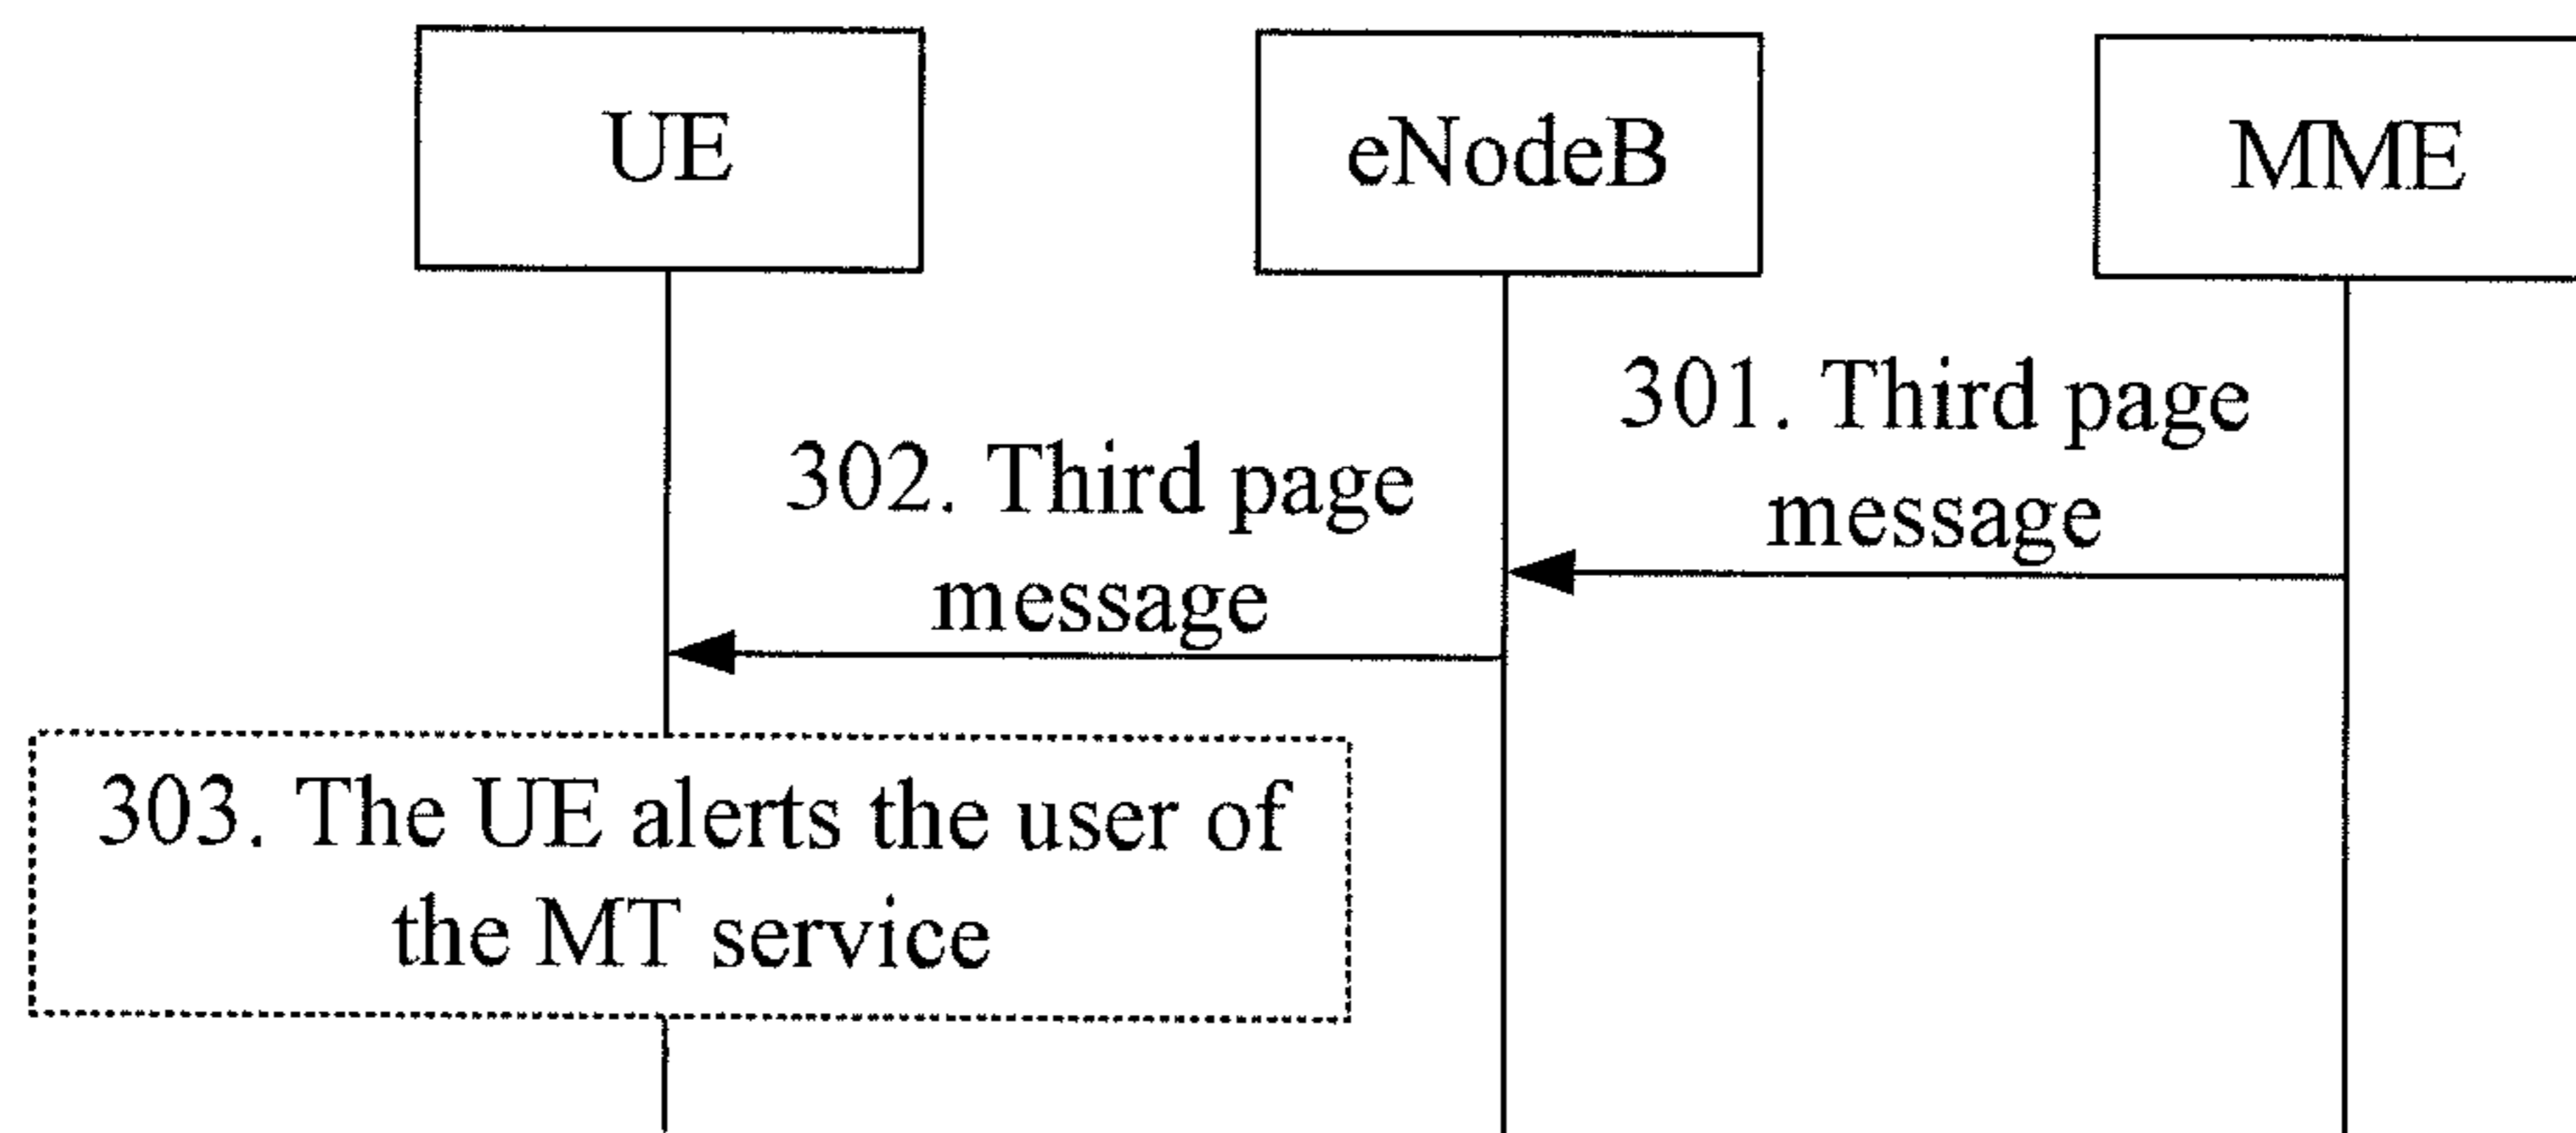 UE
eNodeB
MME
301. Third page
message
302. Third page
message
303. The UE alerts the user of
the MT service